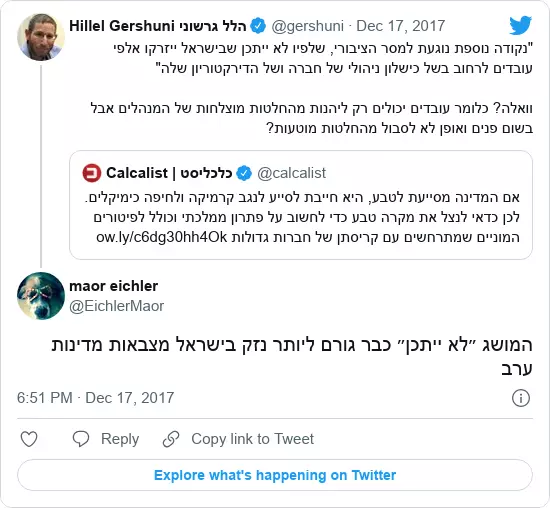 Hillel Gershuni הלל גרשוני @gershuni · Dec 17, 2017
"נקודה נוספת נוגעת למסר הציבורי, שלפיו לא ייתכן שבישראל ייזרקו אלפי
עובדים לרחוב בשל כישלון ניהולי של חברה ושל הדירקטוריון שלה"
וואלה? כלומר עובדים יכולים רק ליהנות מהחלטות מוצלחות של המנהלים אבל
בשום פנים ואופן לא לסבול מהחלטות מוטעות?
Calcalist | כלכליסט @calcalist
אם המדינה מסייעת לטבע, היא חייבת לסייע לנגב קרמיקה ולחיפה כימיקלים.
לכן כדאי לנצל את מקרה טבע כדי לחשוב על פתרון ממלכתי וכולל לפיטורים
המוניים שמתרחשים עם קריסתן של חברות גדולות ow.ly/c6dg30hh4Ok
maor eichler
@EichlerMaor
המושג ״לא ייתכן״ כבר גורם ליותר נזק בישראל מצבאות מדינות
ערב
6:51 PM · Dec 17, 2017
Reply
Copy link to Tweet
Explore what's happening on Twitter